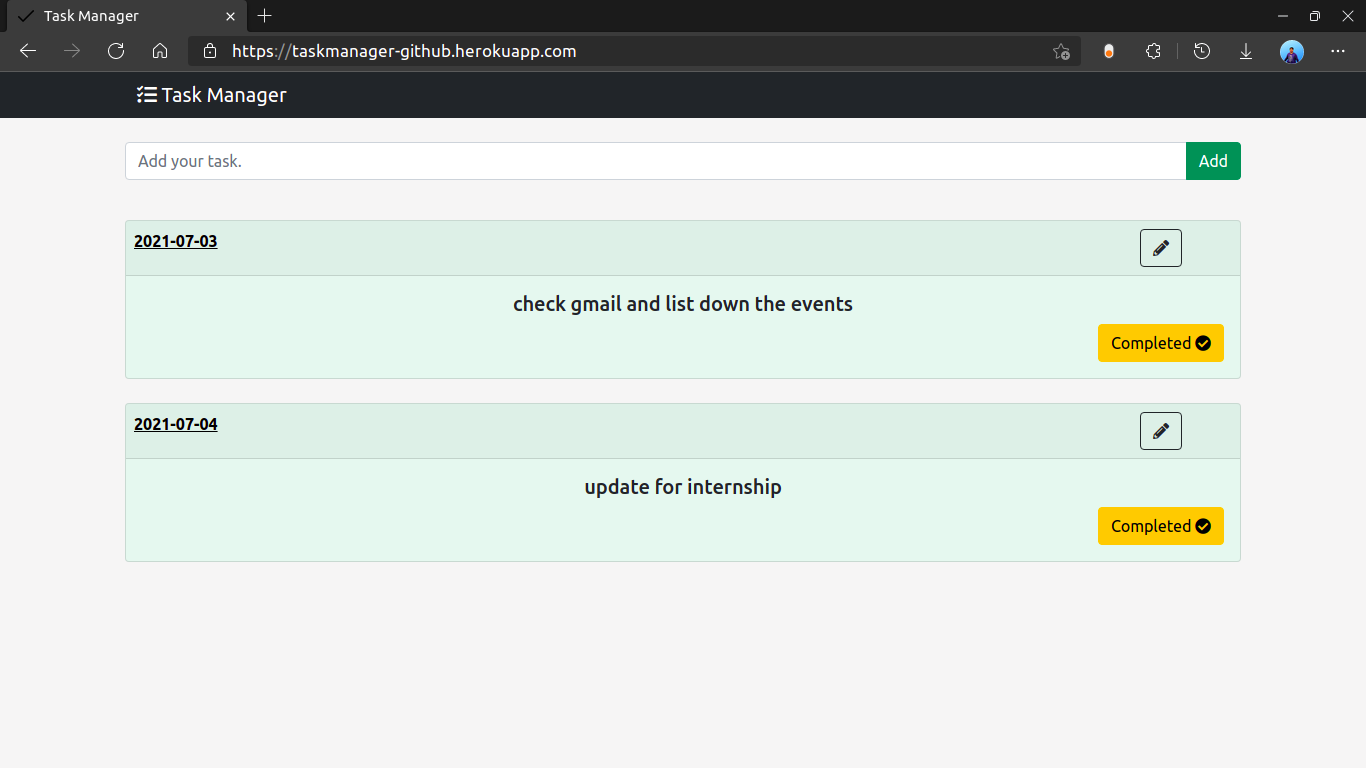 Task Manager
https://taskmanager-github.herokuapp.com
Task Manager
Add your task.
Add
2021-07-03
check gmail and list down the events
Completed
2021-07-04
update for internship
Completed